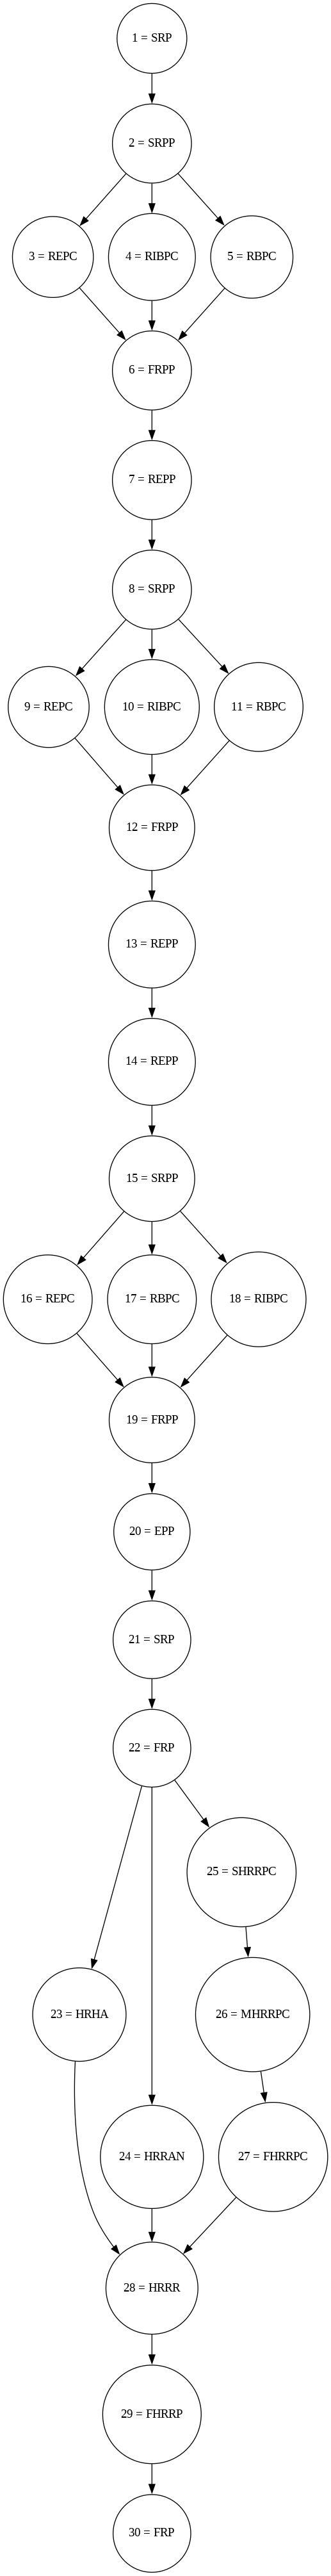 1 = SRP
2 = SRPP
3 = REPC
4 = RIBPC
5 = RBPC
6 = FRPP
7 = REPP
8 = SRPP
9 = REPC
10 = RIBPC
11 = RBPC
12 = FRPP
13 = REPP
14 = REPP
15 = SRPP
16 = REPC
17 = RBPC
18 = RIBPC
19 = FRPP
20 = EPP
21 = SRP
22 = FRP
25 = SHRRPC
23 = HRHA
26 = MHRRPC
24 = HRRAN
27 = FHRRPC
28 = HRRR
29 = FHRRP
30 = FRP